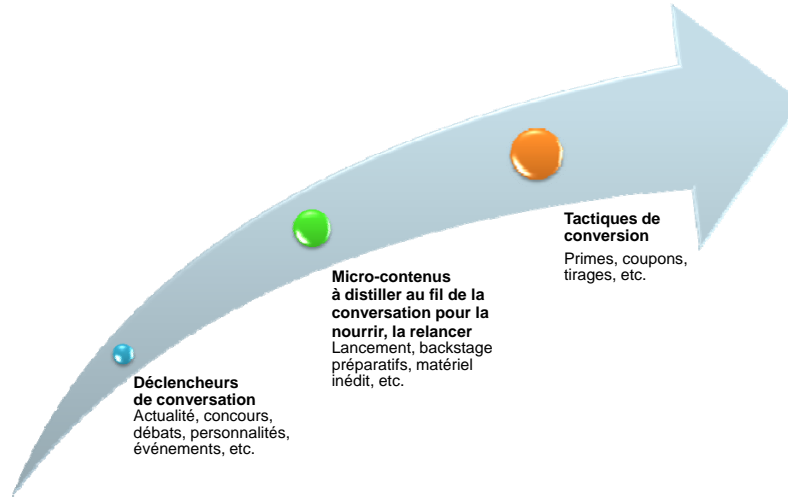 Tactiques de
conversion
Primes, coupons,
tirages, etc.
Micro-contenus
à distiller au fil de la
conversation pour la
nourrir, la relancer
Lancement, backstage
préparatifs, matériel
inédit, etc.
Déclencheurs
de conversation
Actualité, concours,
débats, personnalités,
événements, etc.